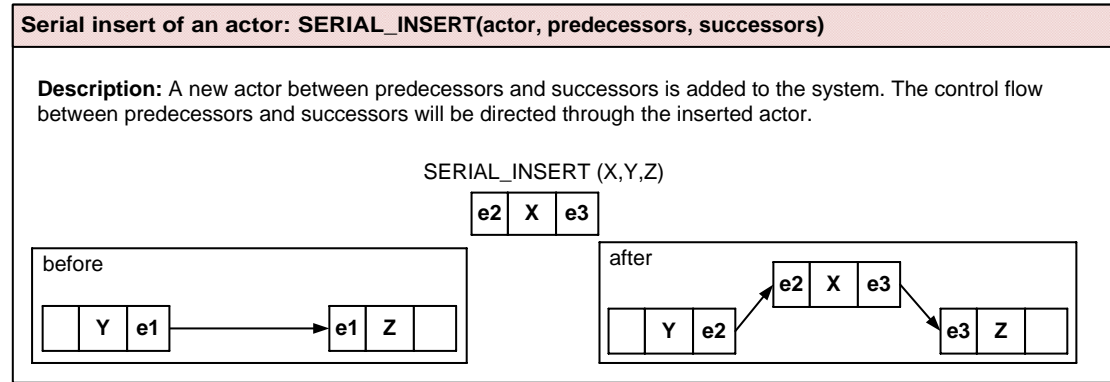 Serial insert of an actor: SERIAL_INSERT(actor, predecessors, successors)
Description: A new actor between predecessors and successors is added to the system. The control flow
between predecessors and successors will be directed through the inserted actor.
SERIAL_INSERT (X,Y,Z)
e2 X e3
before
Y e1
e1 Z
after
e2 X e3
Y e2
e3 Z